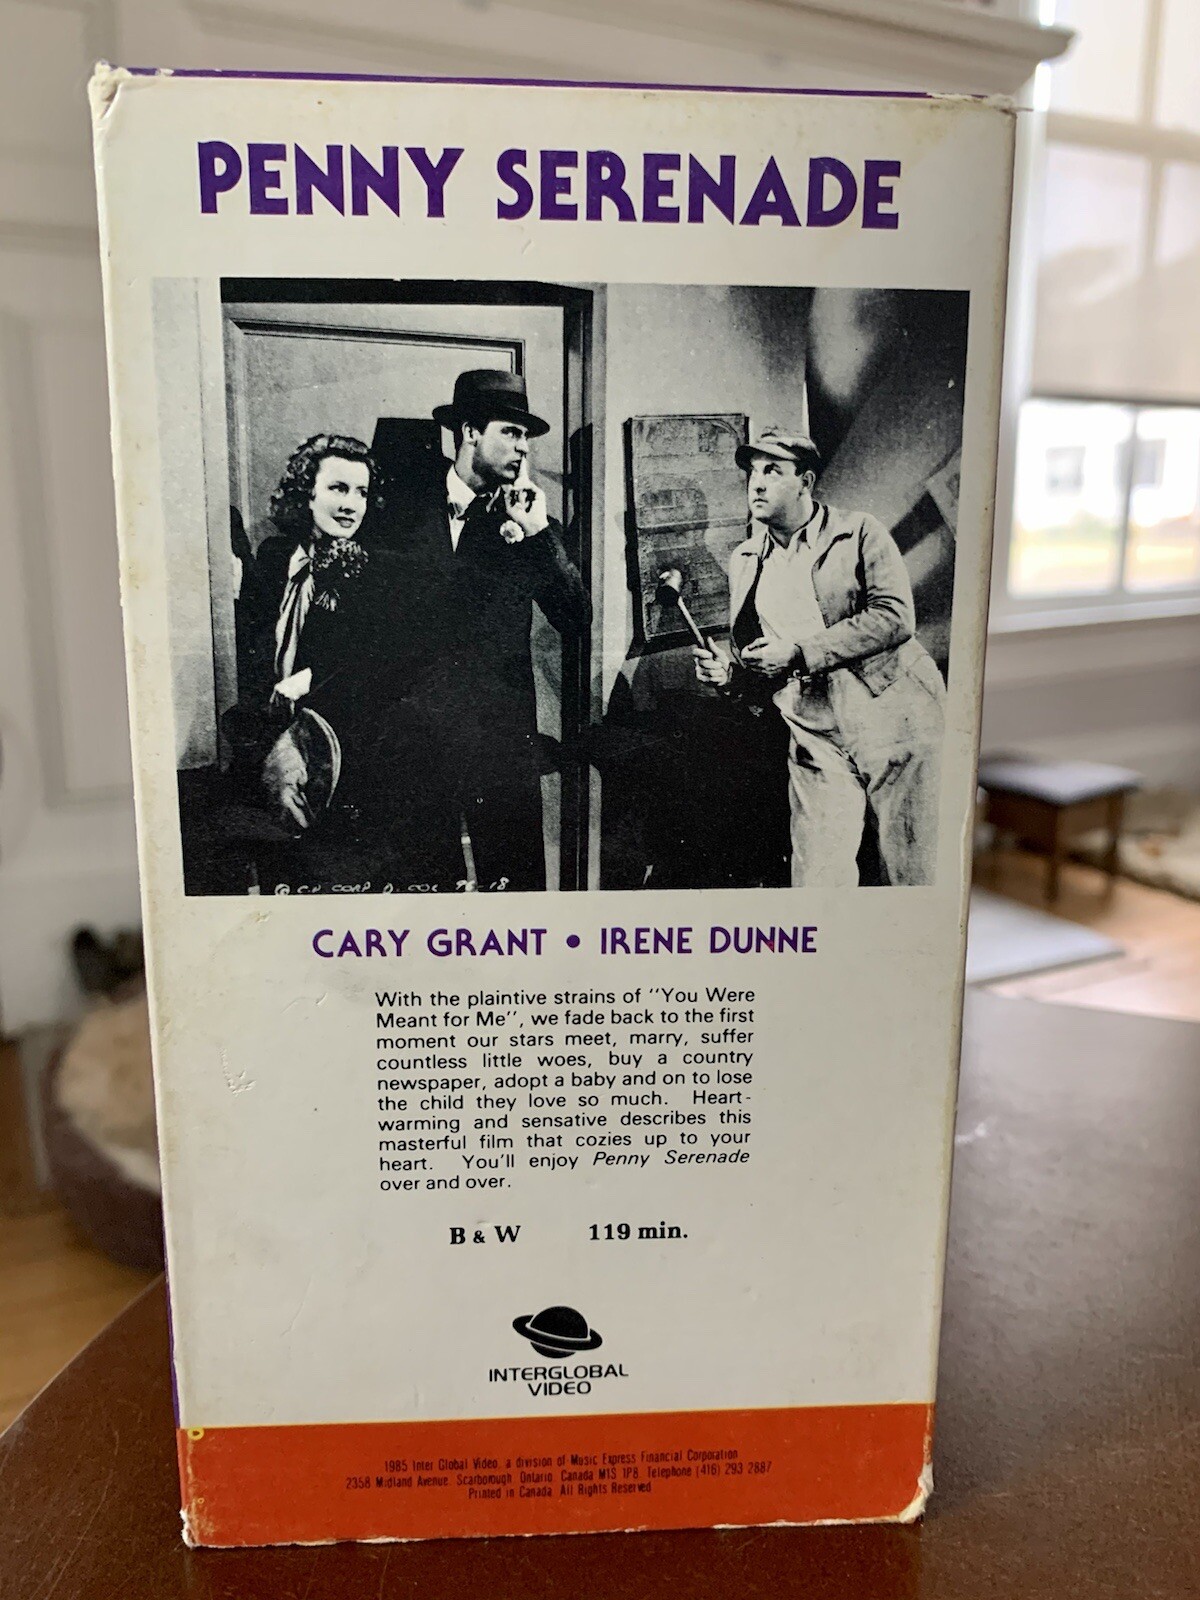 PENNY SERENADE
CARY GRANT • IRENE DUNNE
With the plaintive strains of "You Were
Meant for Me", we fade back to the first
moment our stars meet, marry, suffer
countless little woes, buy a country
newspaper, adopt a baby and on to lose
the child they love so much. Heart-
warming and sensative describes this
masterful film that cozies up to your
heart. You'll enjoy Penny Serenade
over and over.
B & W 119 min.
INTERGLOBAL
VIDEO
1985 Inter Global Video, a division of Music Express Financial Corporation
2358 Midland Avenue, Scarborough, Ontario, Canada M1S 1P8, Telephone (416) 293 2887
Printed in Canada. All Rights Reserved